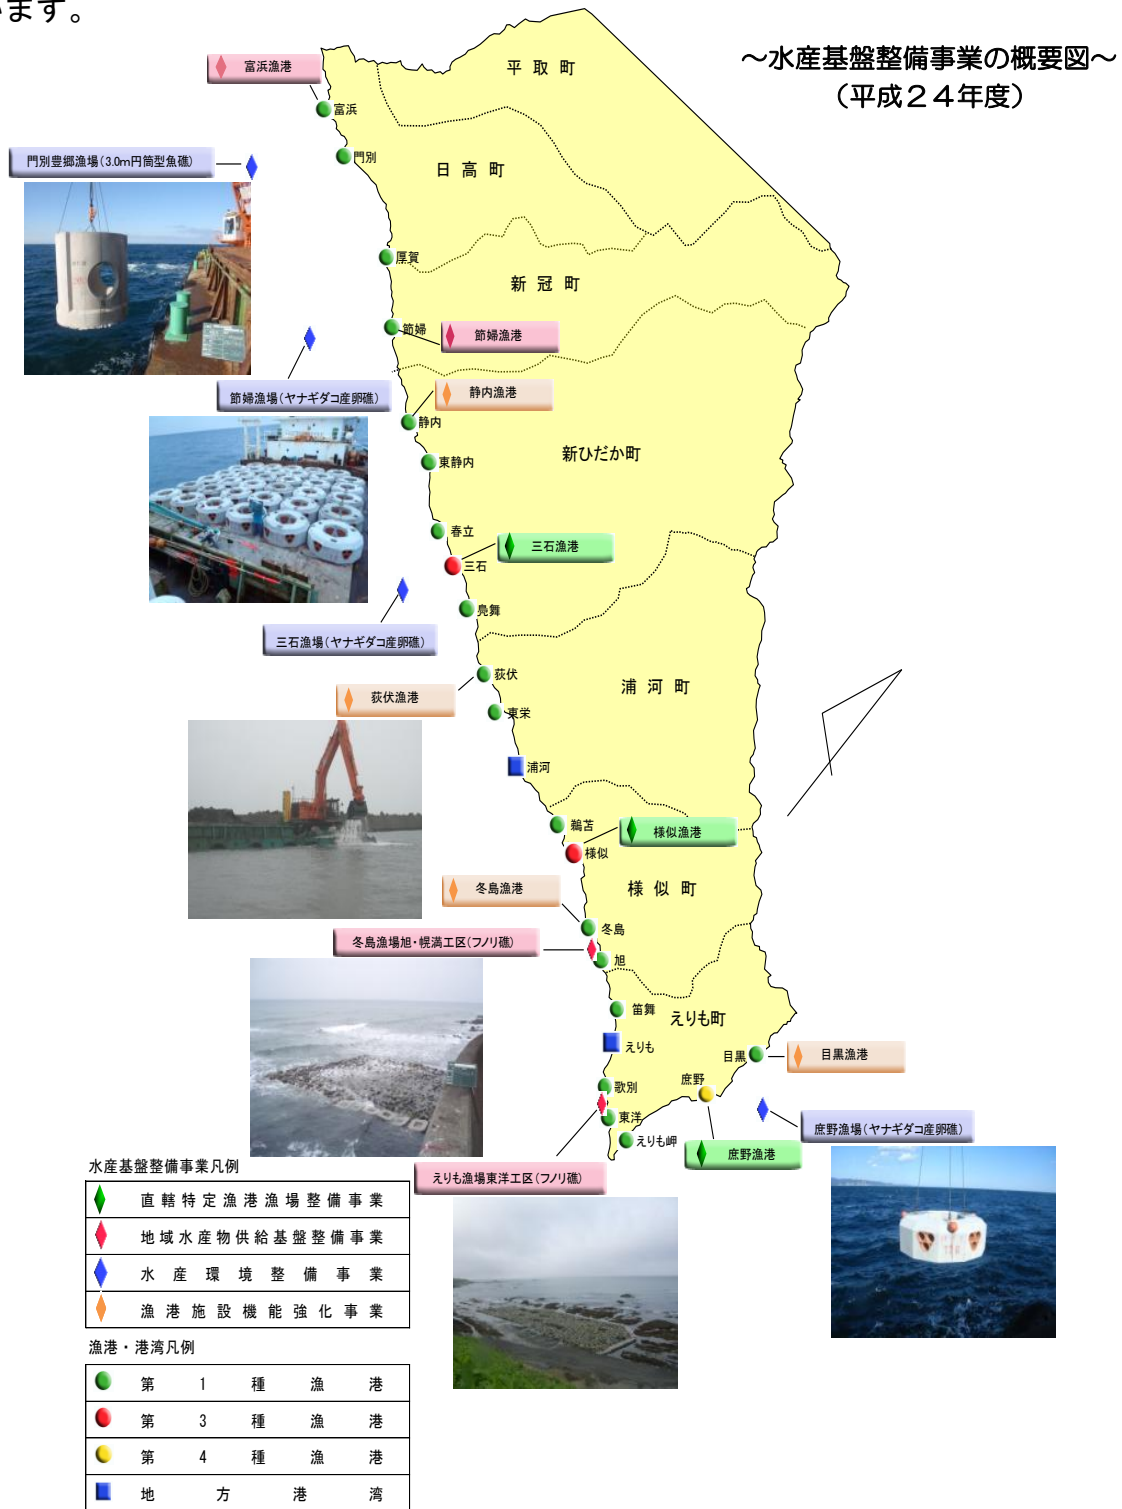 います。
～水産基盤整備事業の概要図～
（平成２４年度）
富浜漁港
平取町
富浜
門別豊郷漁場（3.0m円筒型魚礁）
門別
日高町
厚賀
新冠町
節婦
節婦漁港
節婦漁場（ヤナギダコ産卵礁）
静内漁港
静内
東静内
新ひだか町
春立
三石漁港
三石
三石漁場（ヤナギダコ産卵礁）
鳧舞
荻伏
荻伏漁港
浦河町
東栄
浦河
鵜苫
様似漁港
様似
冬島漁港
様似町
冬島
冬島漁場旭・幌満工区（フノリ礁）
旭
笛舞
えりも町
えりも
目黒
目黒漁港
歌別
庶野
東洋
庶野漁場（ヤナギダコ産卵礁）
えりも岬
庶野漁港
えりも漁場東洋工区（フノリ礁）
水産基盤整備事業凡例
直轄特定漁港漁場整備事業
地域水産物供給基盤整備事業
水産環境整備事業
漁港施設機能強化事業
漁港・港湾凡例
第1種漁港
第3種漁港
第4種漁港
地方港湾